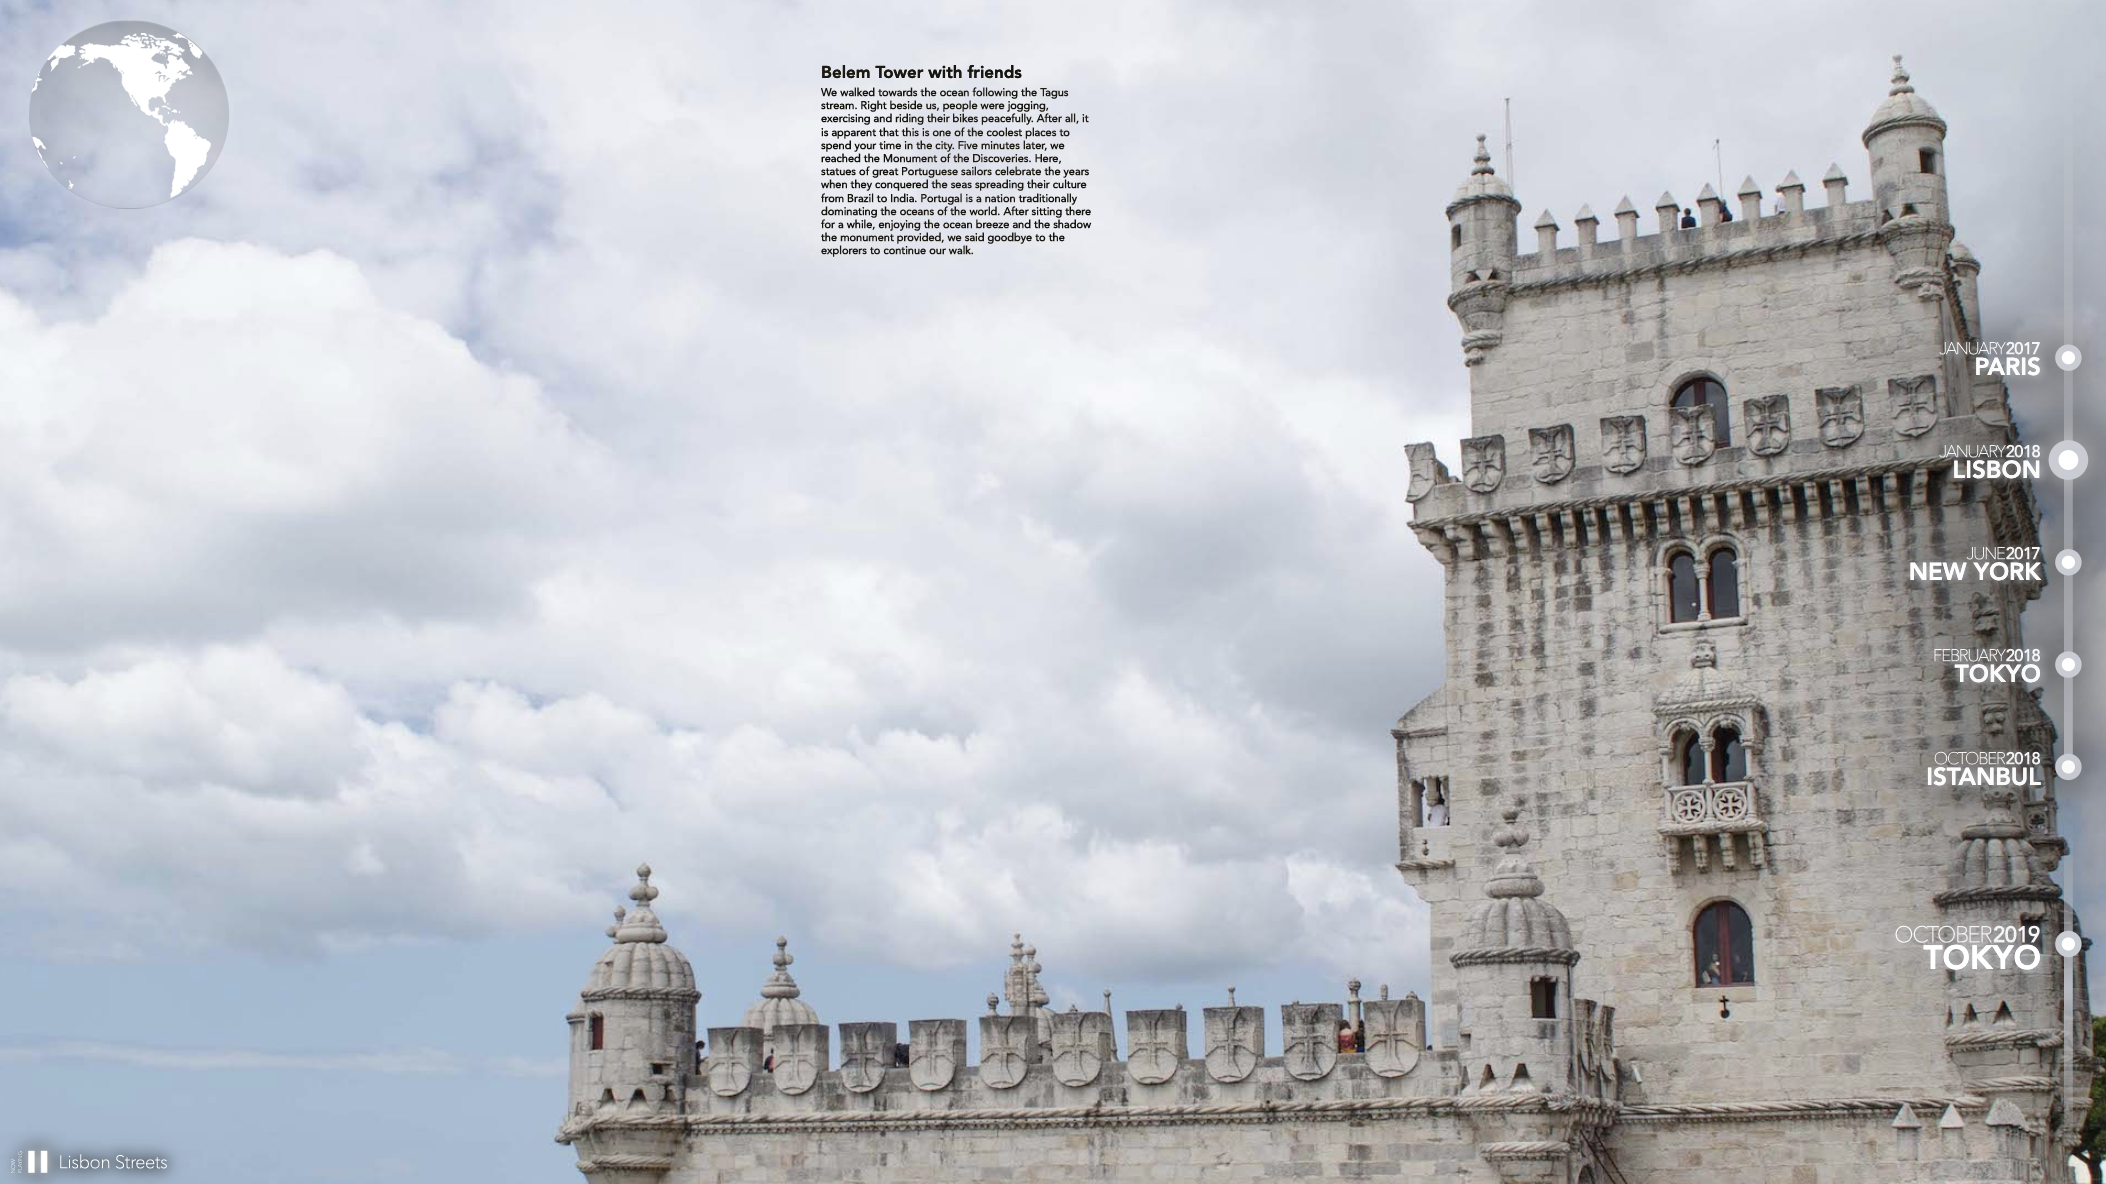 Belem Tower with friends
We walked towards the ocean following the Tagus
stream. Right beside us, people were jogging,
exercising and riding their bikes peacefully. After all, it
is apparent that this is one of the coolest places to
spend your time in the city. Five minutes later, we
reached the Monument of the Discoveries. Here,
statues of great Portuguese sailors celebrate the years
when they conquered the seas spreading their culture
from Brazil to India. Portugal is a nation traditionally
dominating the oceans of the world. After sitting there
for a while, enjoying the ocean breeze and the shadow
the monument provided, we said goodbye to the
explorers to continue our walk.
JANUARY2017
PARIS
JANUARY2018
LISBON
JUNE2017
NEW YORK
FEBRUARY2018
TOKYO
OCTOBER2018
ISTANBUL
OCTOBER2019
TOKYO
NOW
PLAYING
Lisbon Streets